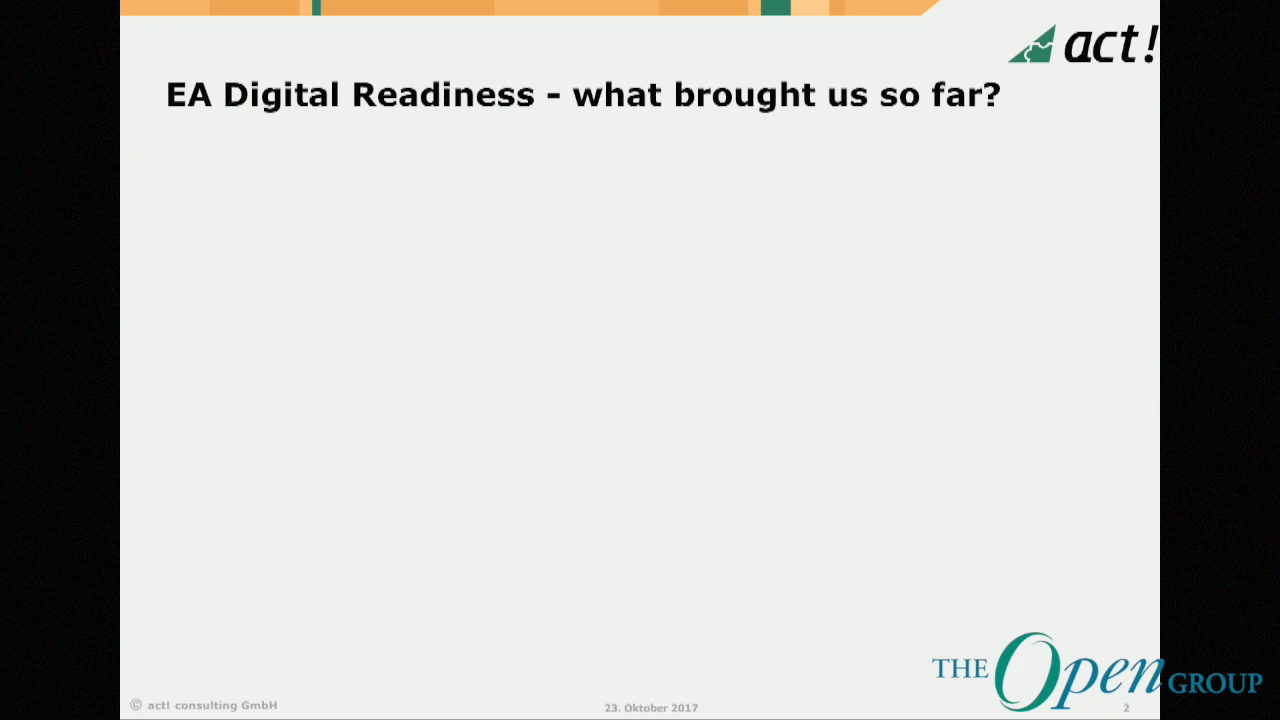 act!
EA Digital Readiness - what brought us so far?
THE Open GROUP
© act! consulting GmbH
23. Oktober 2017
2